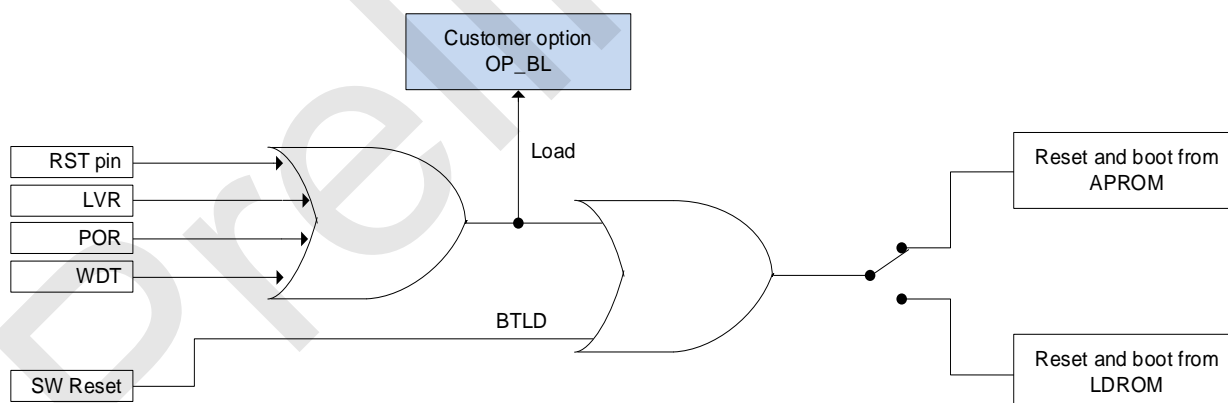 Customer option
OP_BL
Load
RST pin
LVR
POR
WDT
BTLD
SW Reset
Reset and boot from
APROM
Reset and boot from
LDROM